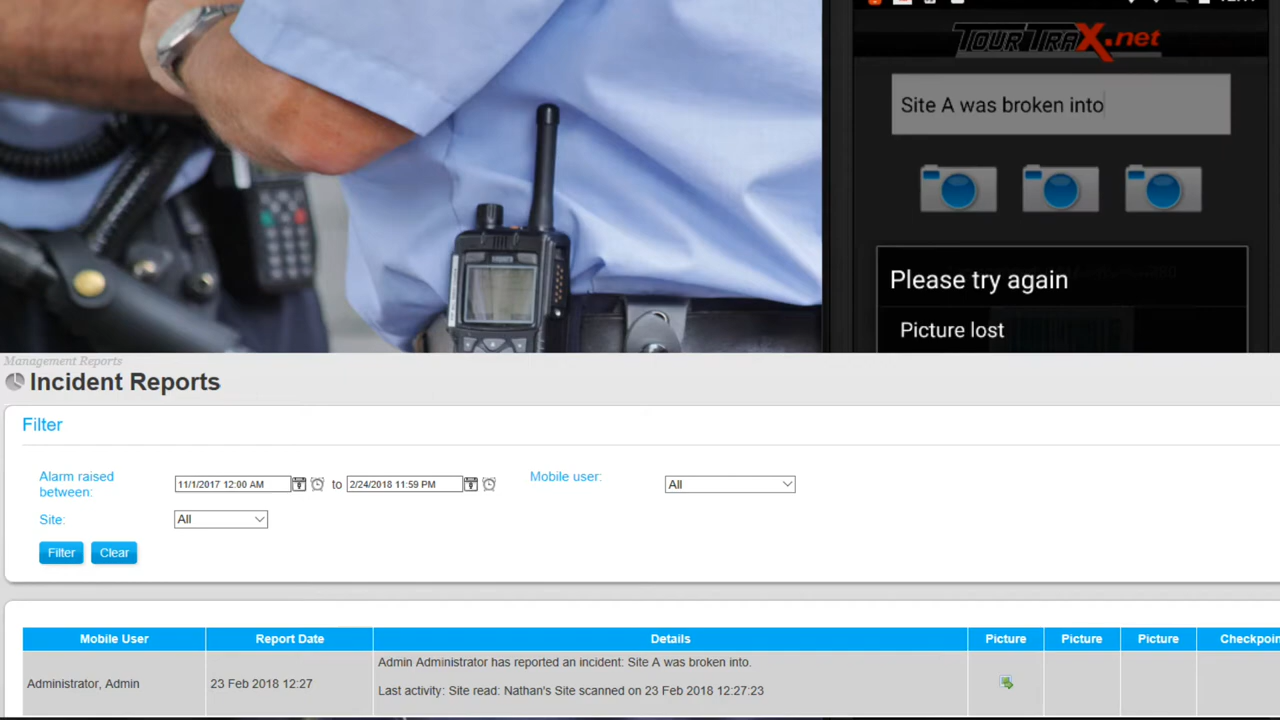 TOURTRAX.net
Site A was broken into
Please try again
Picture lost
Management Reports
Incident Reports
Filter
Alarm raised between:
11/1/2017 12:00 AM to 2/24/2018 11:59 PM
Mobile user:
All
Site:
All
Filter Clear
Mobile User Report Date Details Picture Picture Picture
Administrator, Admin 23 Feb 2018 12:27 Admin Administrator has reported an incident: Site A was broken into.
Last activity: Site read: Nathan's Site scanned on 23 Feb 2018 12:27:23